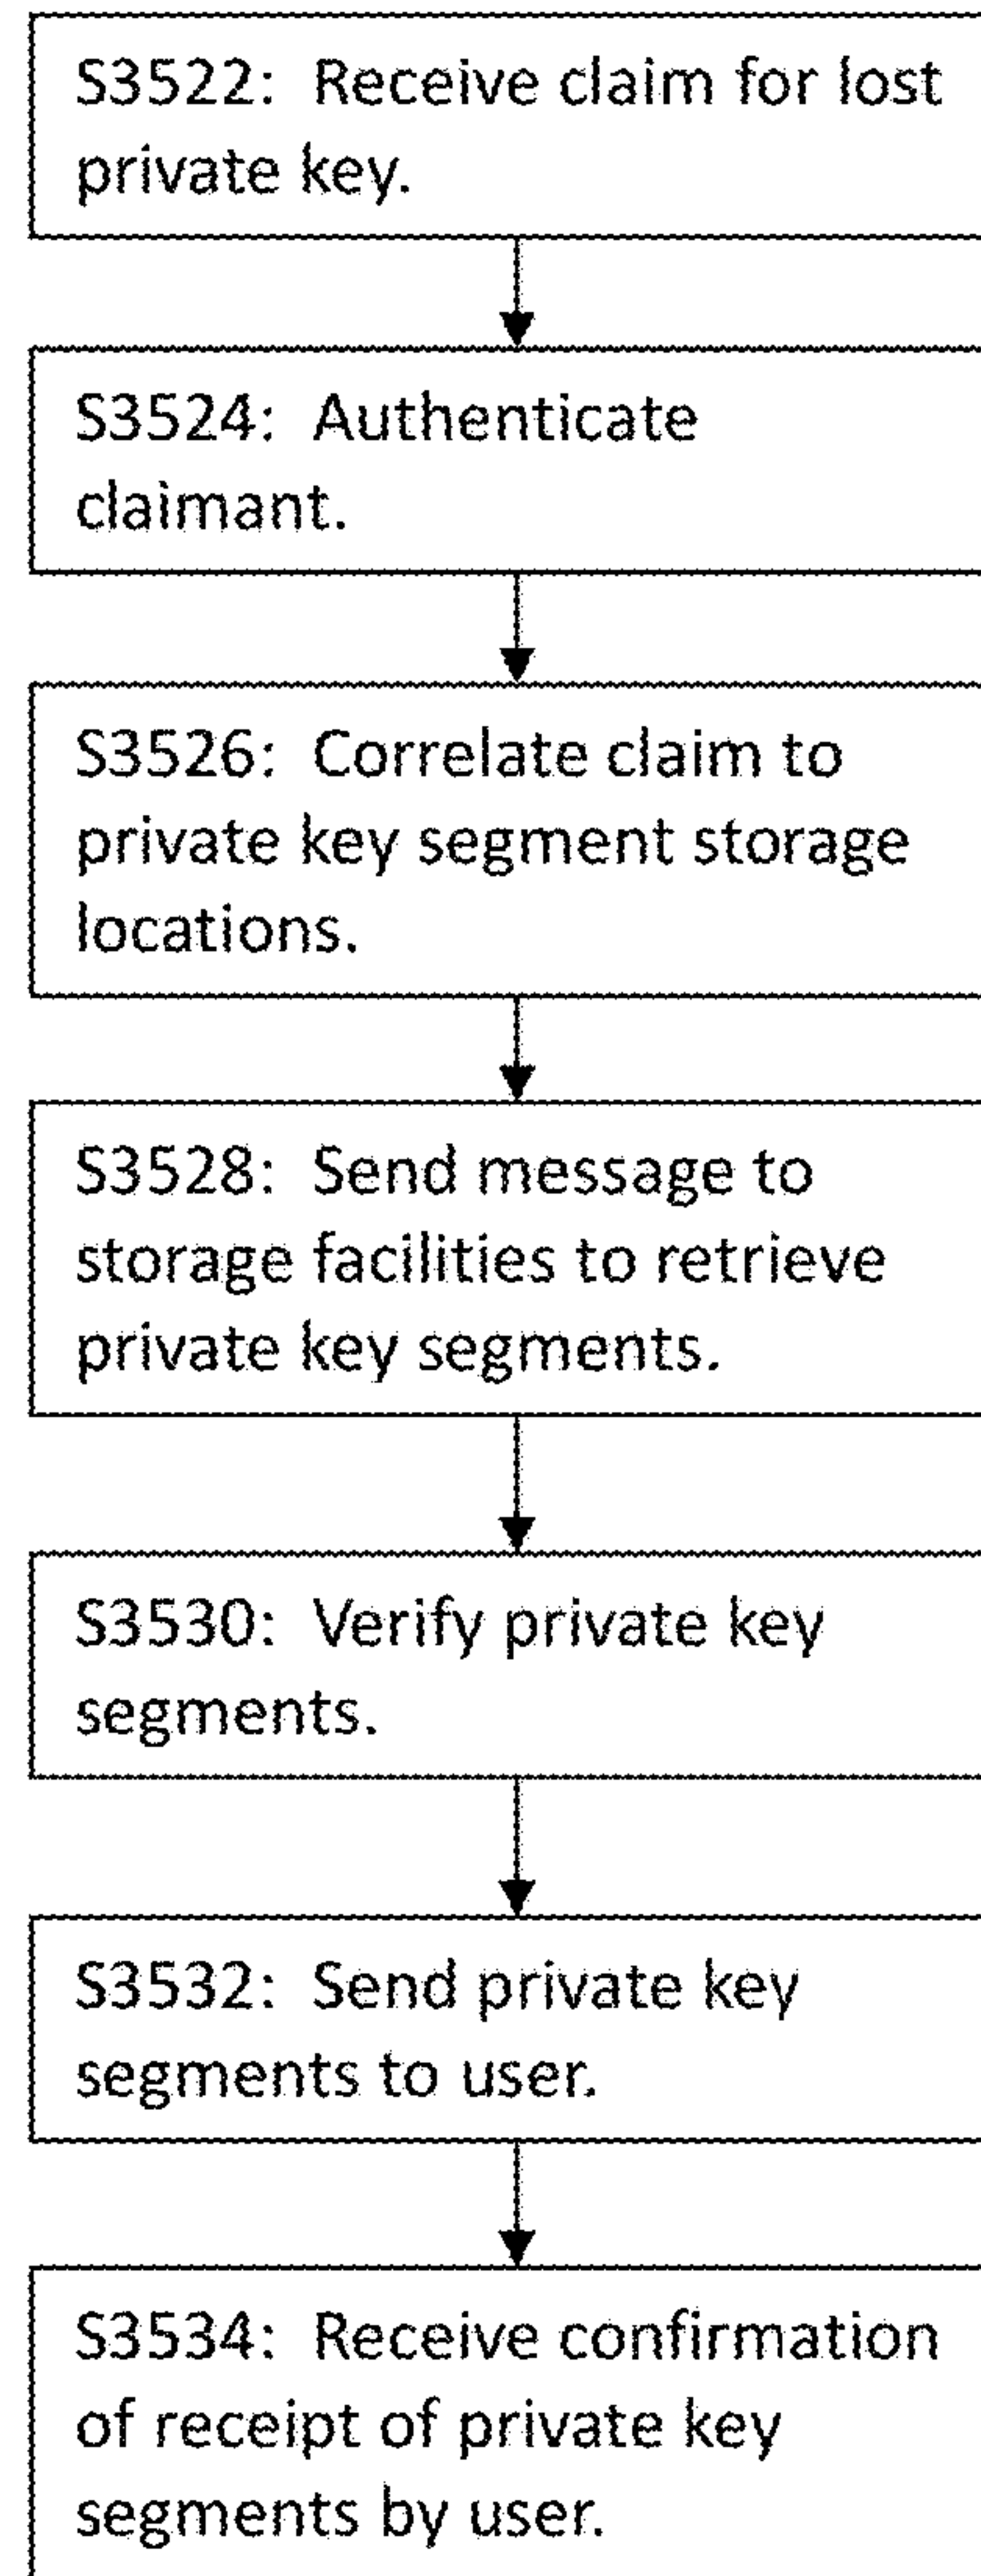 S3522: Receive claim for lost
private key.
S3524: Authenticate
claimant.
S3526: Correlate claim to
private key segment storage
locations.
S3528: Send message to
storage facilities to retrieve
private key segments.
S3530: Verify private key
segments.
S3532: Send private key
segments to user.
S3534: Receive confirmation
of receipt of private key
segments by user.